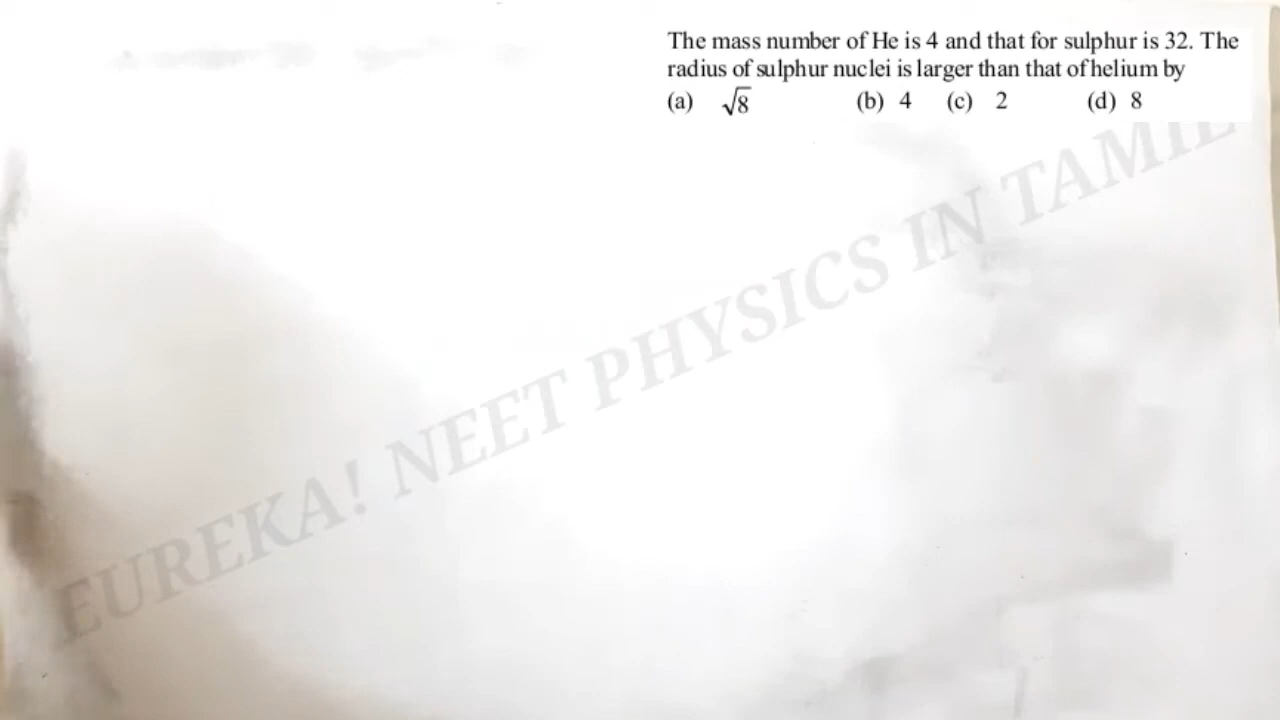 The mass number of He is 4 and that for sulphur is 32. The
radius of sulphur nuclei is larger than that of helium by
(a) √8 (b) 4 (c) 2 (d) 8
EUREKA! NEET PHYSICS IN TAMIL